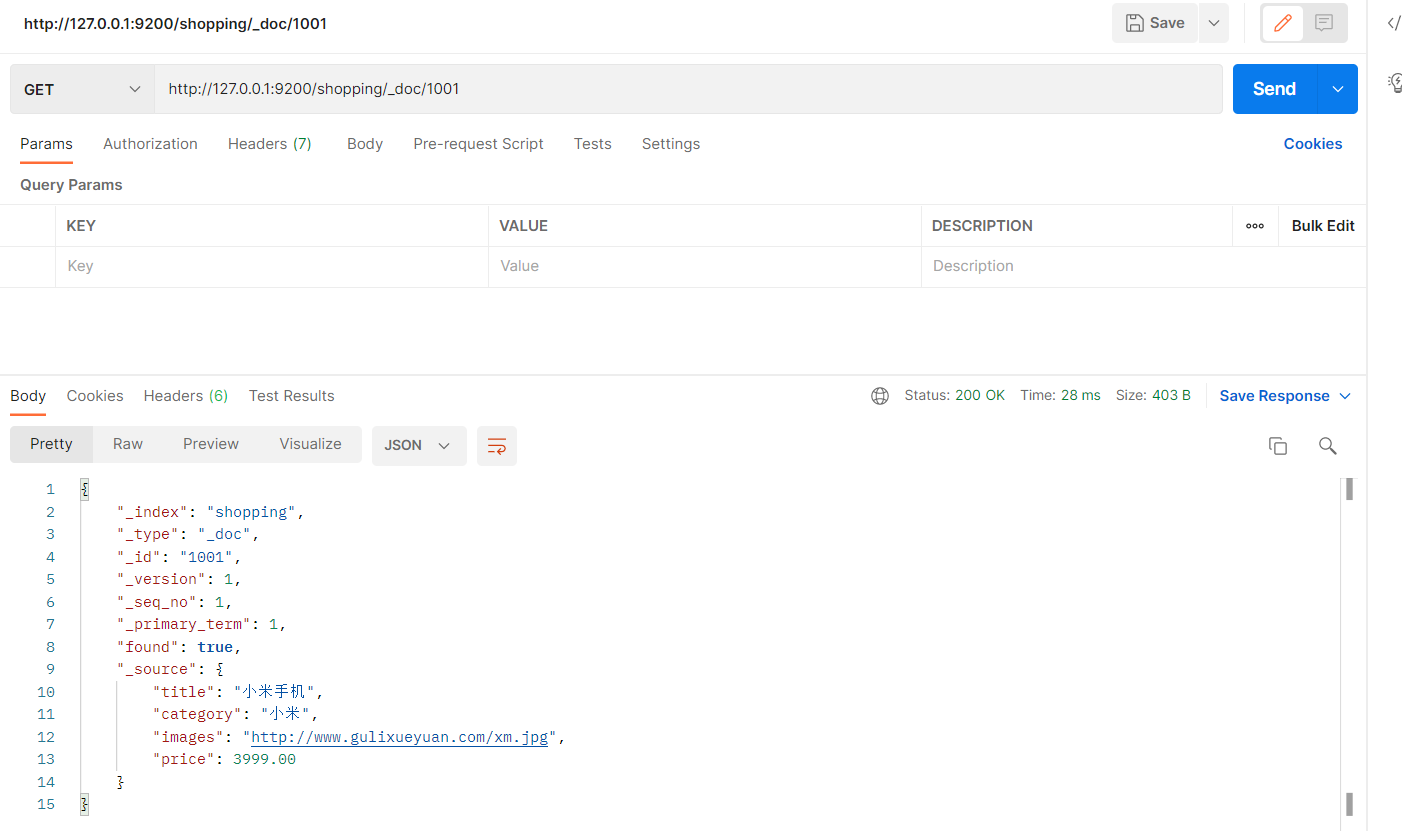 http://127.0.0.1:9200/shopping/_doc/1001 Save
GET http://127.0.0.1:9200/shopping/_doc/1001 Send
Params Authorization Headers (7) Body Pre-request Script Tests Settings Cookies
Query Params
KEY VALUE DESCRIPTION ooo Bulk Edit
Key Value Description
Body Cookies Headers (6) Test Results Status: 200 OK Time: 28 ms Size: 403 B Save Response
Pretty Raw Preview Visualize JSON
1 {
2 "_index": "shopping",
3 "_type": "_doc",
4 "_id": "1001",
5 "_version": 1,
6 "_seq_no": 1,
7 "_primary_term": 1,
8 "found": true,
9 "_source": {
10 "title": "小米手机",
11 "category": "小米",
12 "images": "http://www.gulixueyuan.com/xm.jpg",
13 "price": 3999.00
14 }
15 }